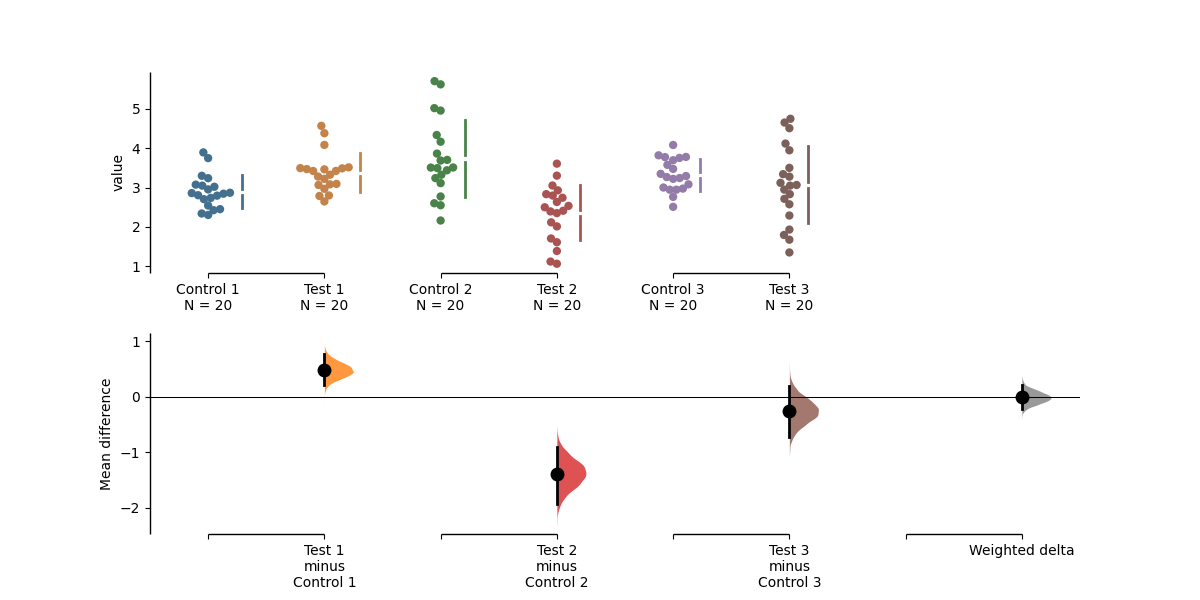 value
5
4
3
2
1
Control 1
N = 20
Test 1
N = 20
Control 2
N = 20
Test 2
N = 20
Control 3
N = 20
Test 3
N = 20
Mean difference
1
0
−1
−2
Test 1
minus
Control 1
Test 2
minus
Control 2
Test 3
minus
Control 3
Weighted delta